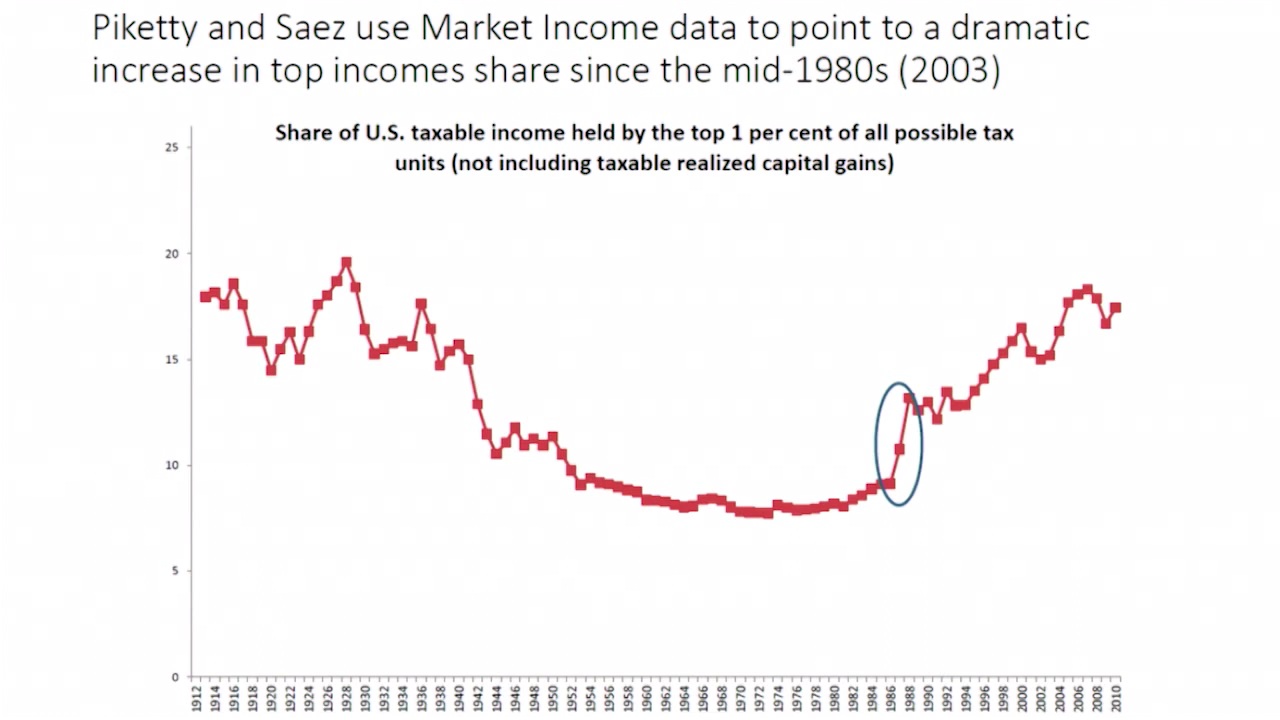 Piketty and Saez use Market Income data to point to a dramatic
increase in top incomes share since the mid-1980s (2003)
Share of U.S. taxable income held by the top 1 per cent of all possible tax
units (not including taxable realized capital gains)
25
20
15
10
5
0
1912 1914 1916 1918 1920 1922 1924 1926 1928 1930 1932 1934 1936 1938 1940 1942 1944 1946 1948 1950 1952 1954 1956 1958 1960 1962 1964 1966 1968 1970 1972 1974 1976 1978 1980 1982 1984 1986 1988 1990 1992 1994 1996 1998 2000 2002 2004 2006 2008 2010